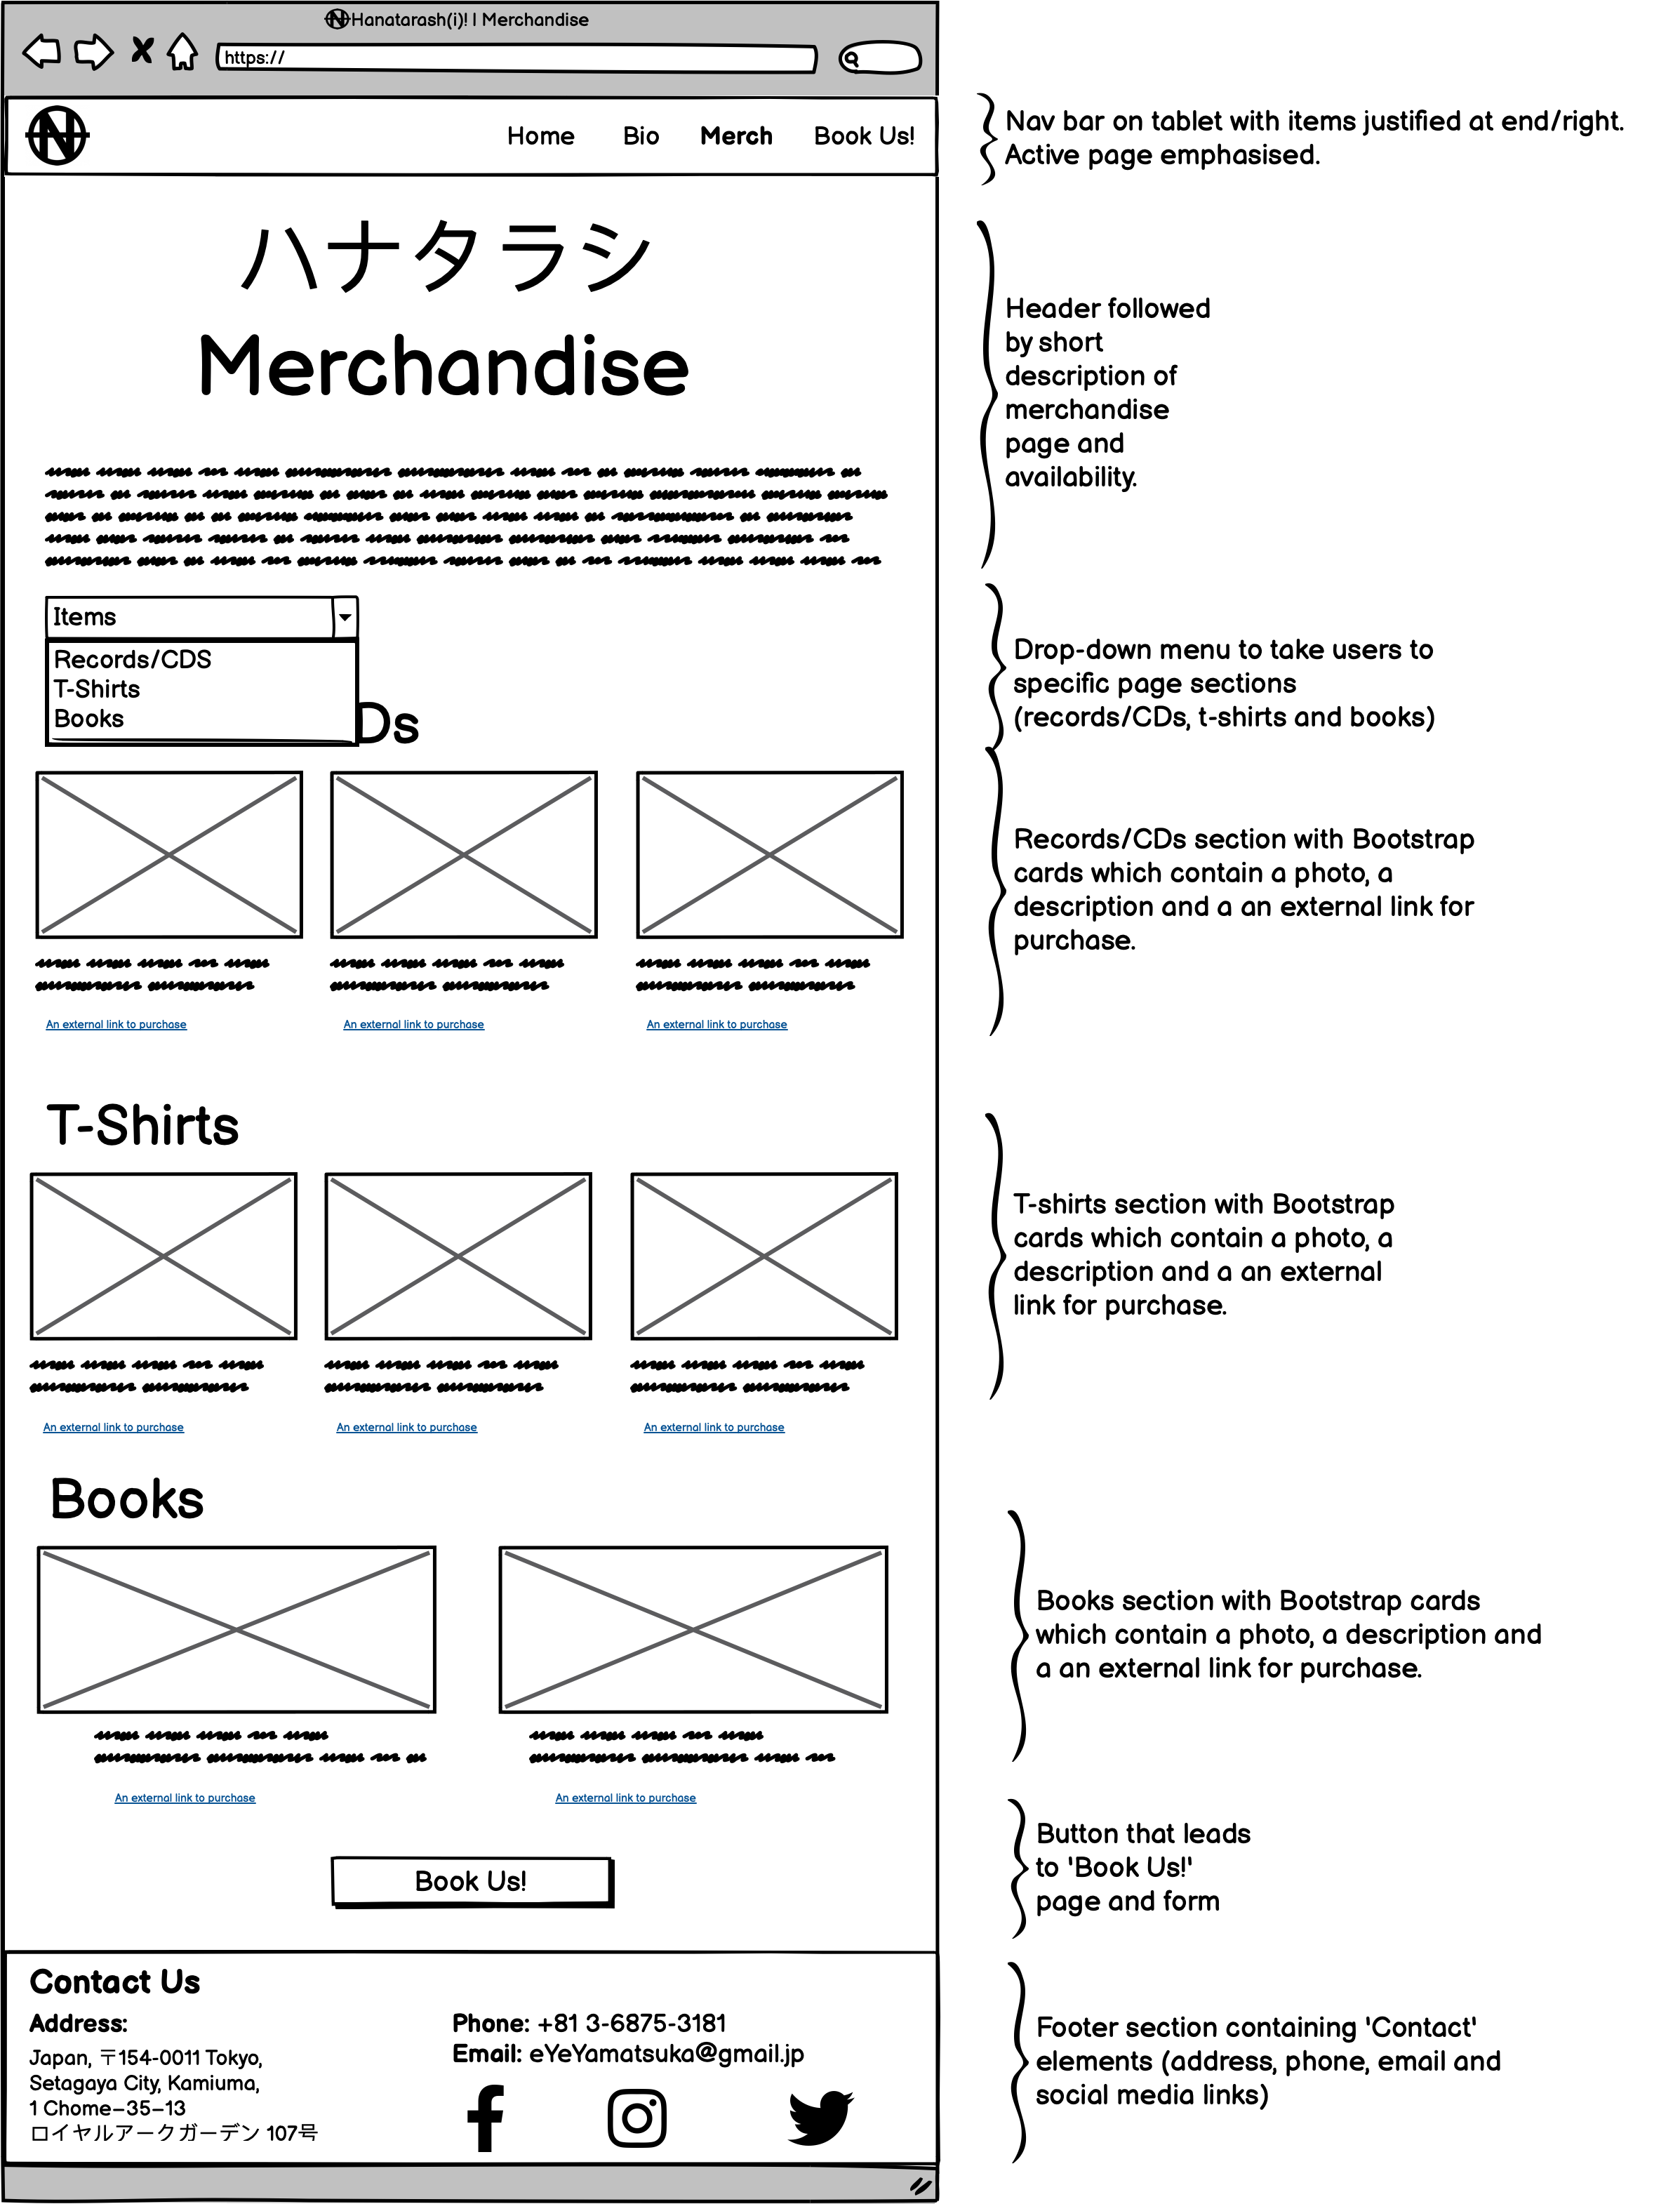 Hanatarash(i)! | Merchandise
https://
Home Bio Merch Book Us!
Nav bar on tablet with items justified at end/right.
Active page emphasised.
ハナタラシ
Merchandise
Header followed
by short
description of
merchandise
page and
availability.
Items
Records/CDS
T-Shirts
Books
Ds
Drop-down menu to take users to
specific page sections
(records/CDs, t-shirts and books)
Records/CDs section with Bootstrap
cards which contain a photo, a
description and a an external link for
purchase.
An external link to purchase An external link to purchase An external link to purchase
T-Shirts
T-shirts section with Bootstrap
cards which contain a photo, a
description and a an external
link for purchase.
An external link to purchase An external link to purchase An external link to purchase
Books
Books section with Bootstrap cards
which contain a photo, a description and
a an external link for purchase.
An external link to purchase An external link to purchase
Book Us!
Button that leads
to 'Book Us!'
page and form
Contact Us
Address:
Japan, 〒154-0011 Tokyo,
Setagaya City, Kamiuma,
1 Chome−35−13
ロイヤルアークガーデン 107号
Phone: +81 3-6875-3181
Email: eYeYamatsuka@gmail.jp
Footer section containing 'Contact'
elements (address, phone, email and
social media links)